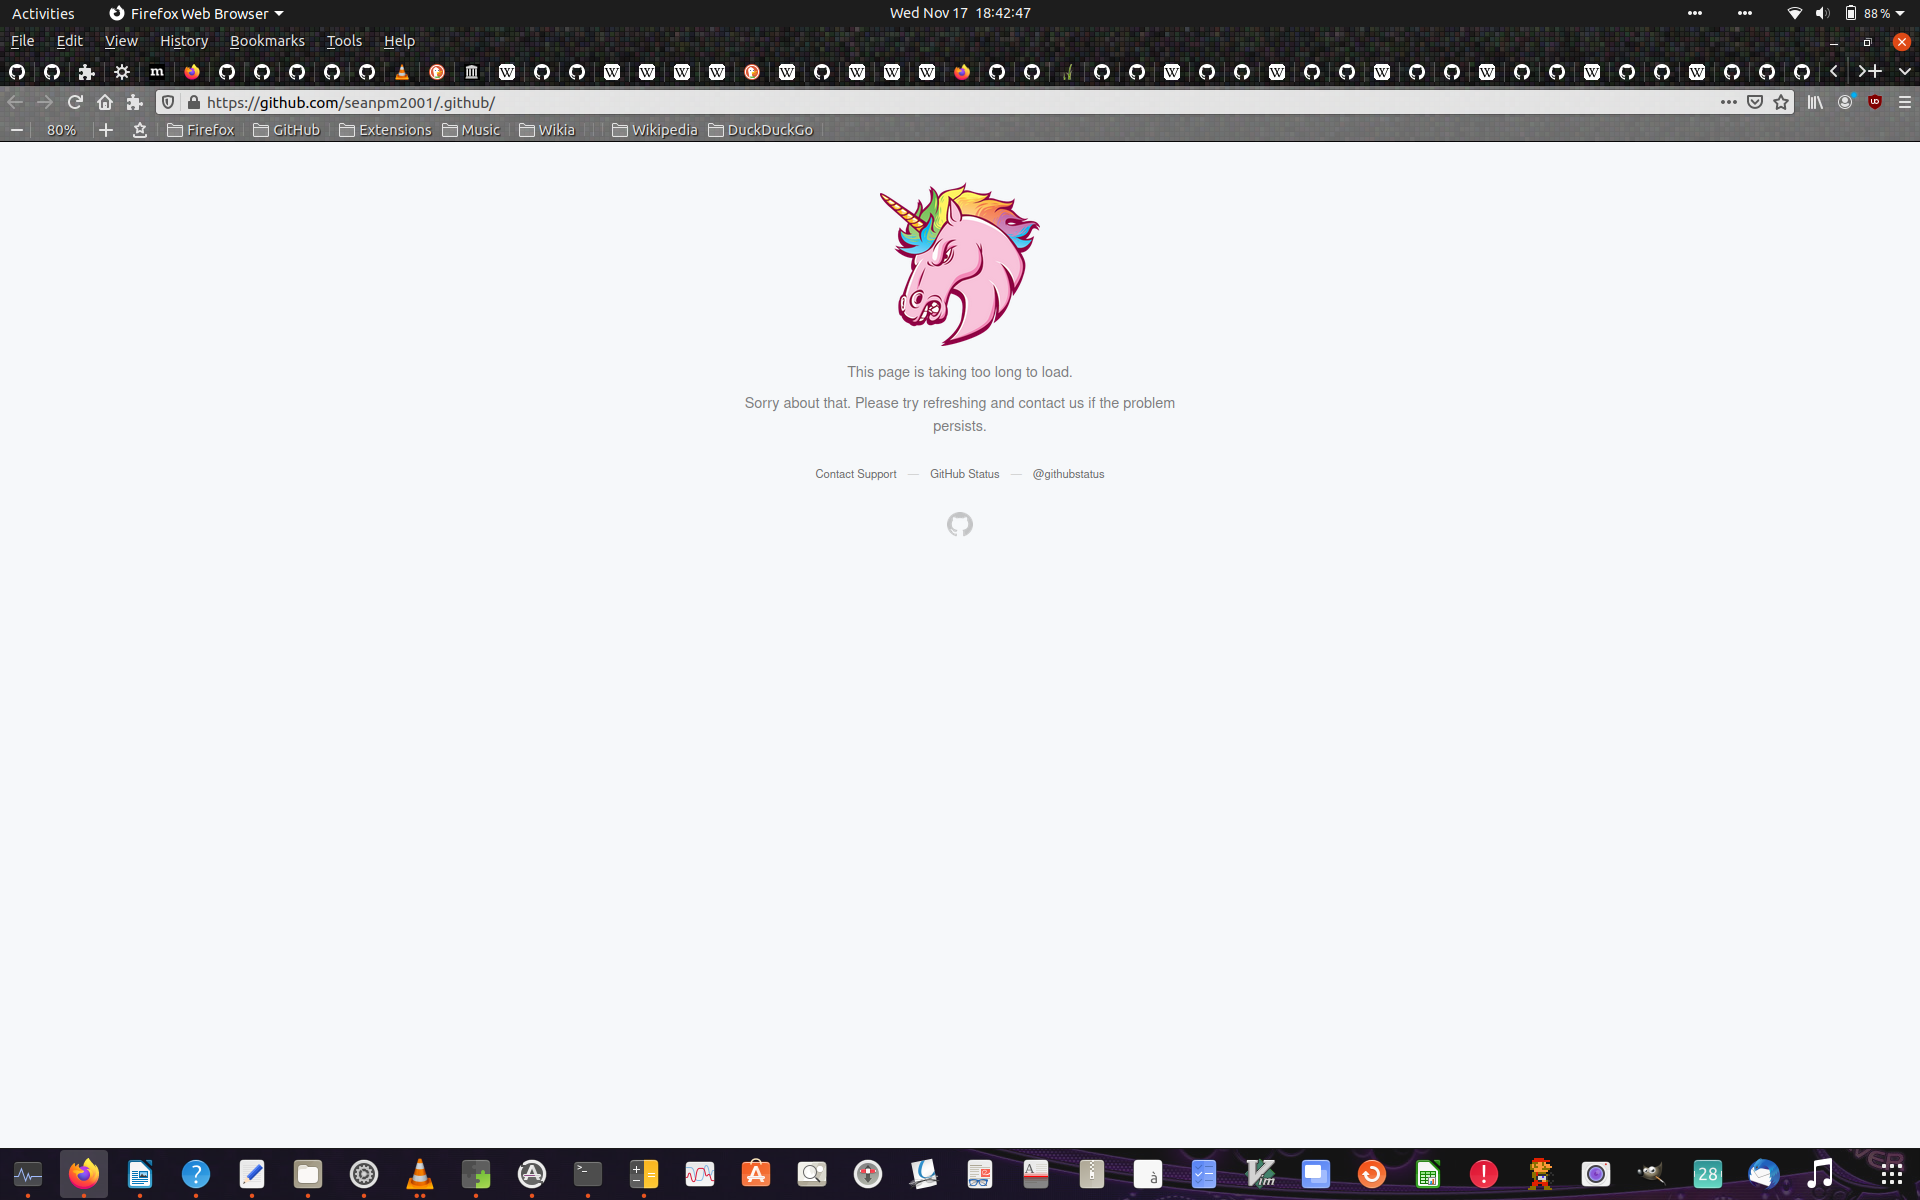 Activities Firefox Web Browser Wed Nov 17 18:42:47 88 %
File Edit View History Bookmarks Tools Help
https://github.com/seanpm2001/.github/
80% Firefox GitHub Extensions Music Wikia Wikipedia DuckDuckGo
This page is taking too long to load.
Sorry about that. Please try refreshing and contact us if the problem
persists.
Contact Support — GitHub Status — @githubstatus
28